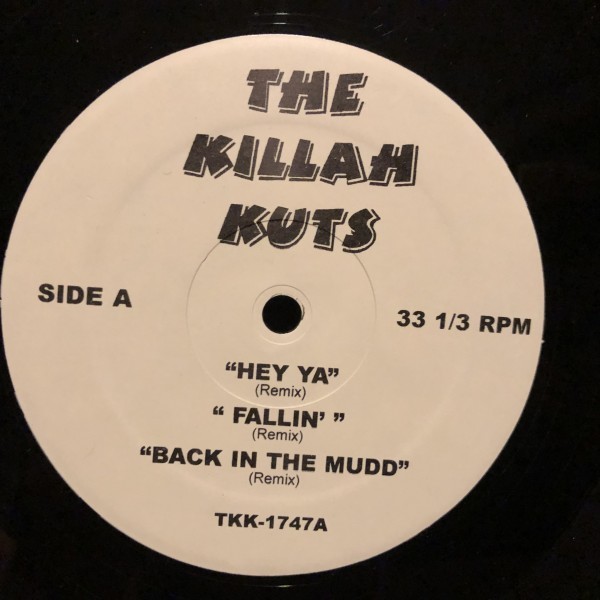 THE
KILLAH
KUTS
SIDE A
33 1/3 RPM
“HEY YA”
(Remix)
“ FALLIN’ ”
(Remix)
“BACK IN THE MUDD”
(Remix)
TKK-1747A